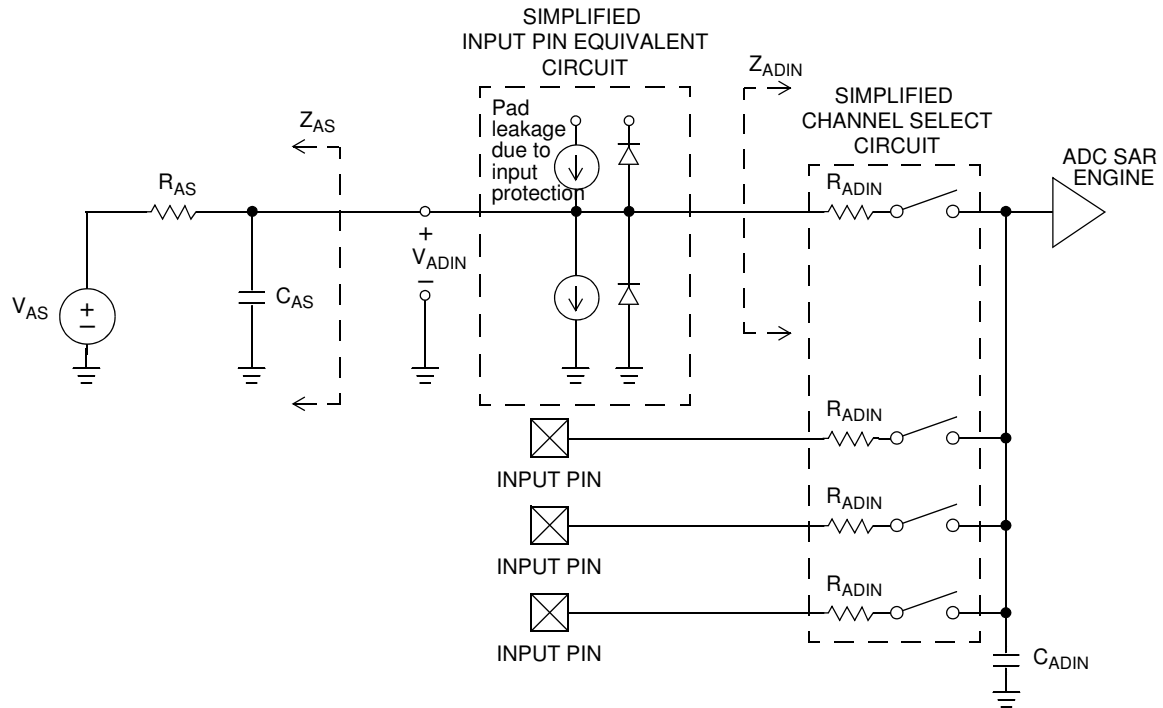 SIMPLIFIED
INPUT PIN EQUIVALENT
CIRCUIT
Z_ADIN
SIMPLIFIED
CHANNEL SELECT
CIRCUIT
Pad
leakage
due to
input
protection
Z_AS
R_AS
R_ADIN
ADC SAR
ENGINE
+
V_ADIN
–
V_AS
+
–
C_AS
R_ADIN
INPUT PIN
R_ADIN
INPUT PIN
R_ADIN
INPUT PIN
C_ADIN